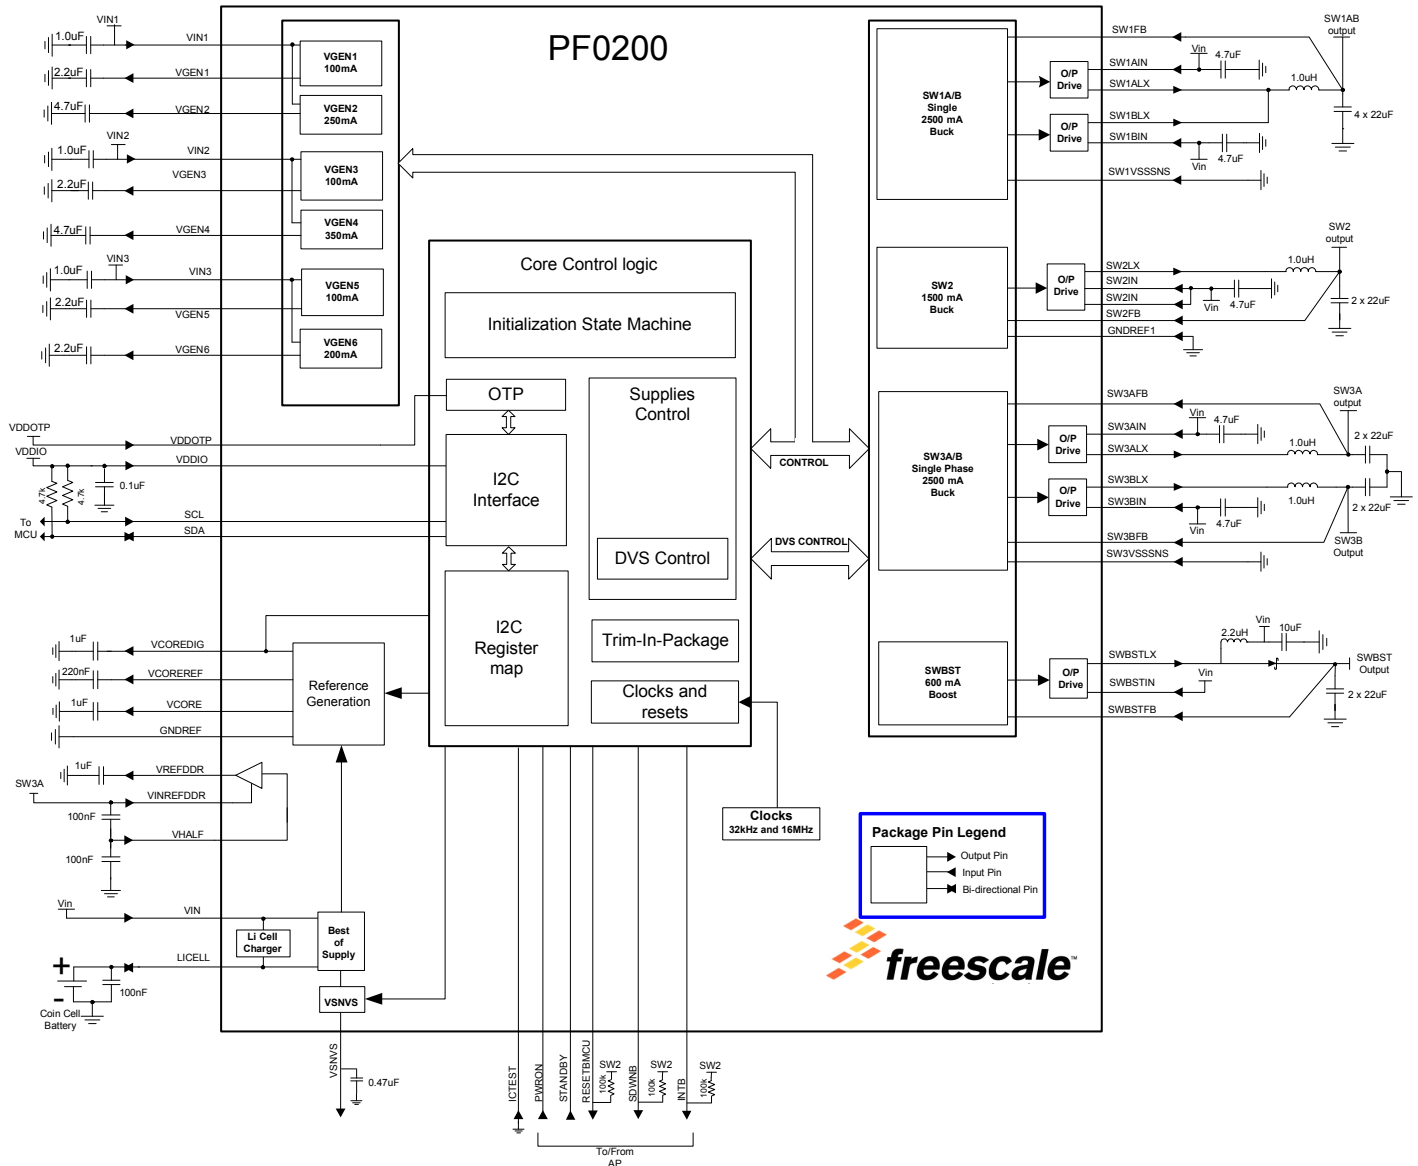 PF0200
VIN1
1.0uF
VIN1
2.2uF
VGEN1
4.7uF
VGEN2
VIN2
1.0uF
VIN2
VGEN3
2.2uF
4.7uF
VGEN4
VIN3
1.0uF
VIN3
2.2uF
VGEN5
2.2uF
VGEN6
VGEN1
100mA
VGEN2
250mA
VGEN3
100mA
VGEN4
350mA
VGEN5
100mA
VGEN6
200mA
VDDOTP
VDDOTP
VDDIO
VDDIO
4.7k
4.7k
0.1uF
To
MCU
SCL
SDA
Core Control logic
Initialization State Machine
OTP
I2C
Interface
I2C
Register
map
Supplies
Control
DVS Control
Trim-In-Package
Clocks and
resets
CONTROL
DVS CONTROL
Clocks
32kHz and 16MHz
1uF
VCOREDIG
220nF
VCOREREF
1uF
VCORE
GNDREF
Reference
Generation
1uF
VREFDDR
SW3A
VINREFDDR
100nF
VHALF
100nF
Vin
VIN
Li Cell
Charger
Best
of
Supply
LICELL
+
-
100nF
Coin Cell
Battery
VSNVS
VSNVS
0.47uF
ICTEST
PWRON
STANDBY
RESETBMCU
100k
SW2
SDWNB
100k
SW2
INTB
100k
SW2
To/From
AP
SW1A/B
Single
2500 mA
Buck
O/P
Drive
O/P
Drive
SW1FB
SW1AIN
Vin
4.7uF
SW1ALX
SW1BLX
SW1BIN
Vin
4.7uF
SW1VSSSNS
1.0uH
SW1AB
output
4 x 22uF
SW2
1500 mA
Buck
O/P
Drive
SW2LX
SW2IN
SW2IN
Vin
4.7uF
SW2FB
GNDREF1
1.0uH
SW2
output
2 x 22uF
SW3A/B
Single Phase
2500 mA
Buck
O/P
Drive
O/P
Drive
SW3AFB
SW3AIN
Vin
4.7uF
SW3ALX
1.0uH
SW3A
output
2 x 22uF
SW3BLX
1.0uH
SW3BIN
Vin
4.7uF
SW3BFB
SW3VSSSNS
2 x 22uF
SW3B
Output
SWBST
600 mA
Boost
O/P
Drive
SWBSTLX
2.2uH
Vin
10uF
SWBSTIN
Vin
SWBSTFB
SWBST
Output
2 x 22uF
Package Pin Legend
Output Pin
Input Pin
Bi-directional Pin
freescale™